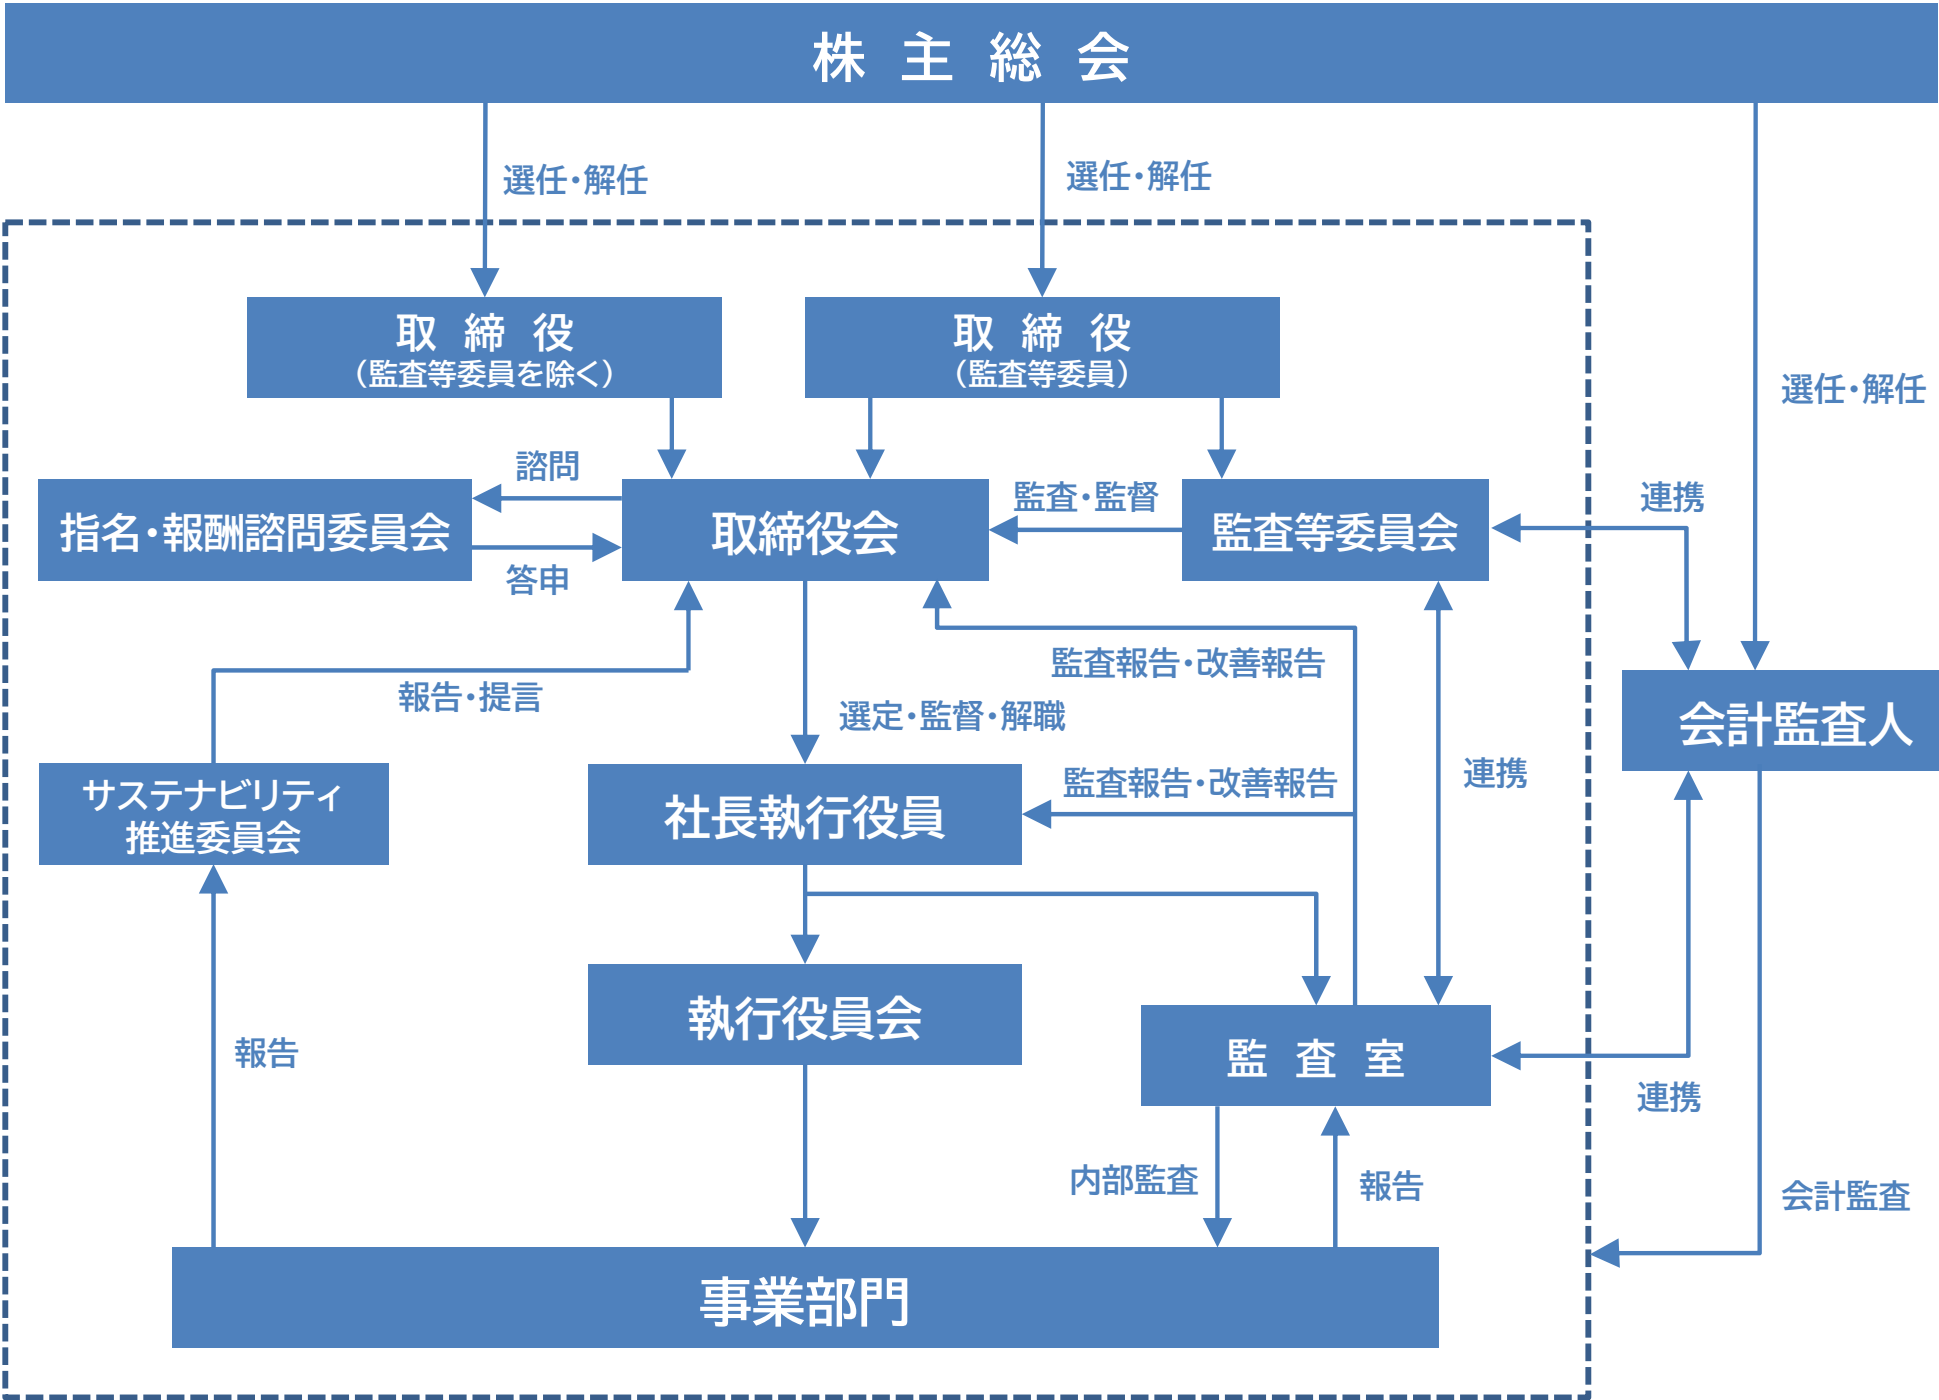 株主総会
選任・解任
選任・解任
取締役
（監査等委員を除く）
取締役
（監査等委員）
選任・解任
諮問
指名・報酬諮問委員会
答申
取締役会
監査・監督
監査等委員会
連携
監査報告・改善報告
報告・提言
選定・監督・解職
会計監査人
サステナビリティ
推進委員会
社長執行役員
監査報告・改善報告
連携
執行役員会
報告
監査室
連携
内部監査
報告
会計監査
事業部門